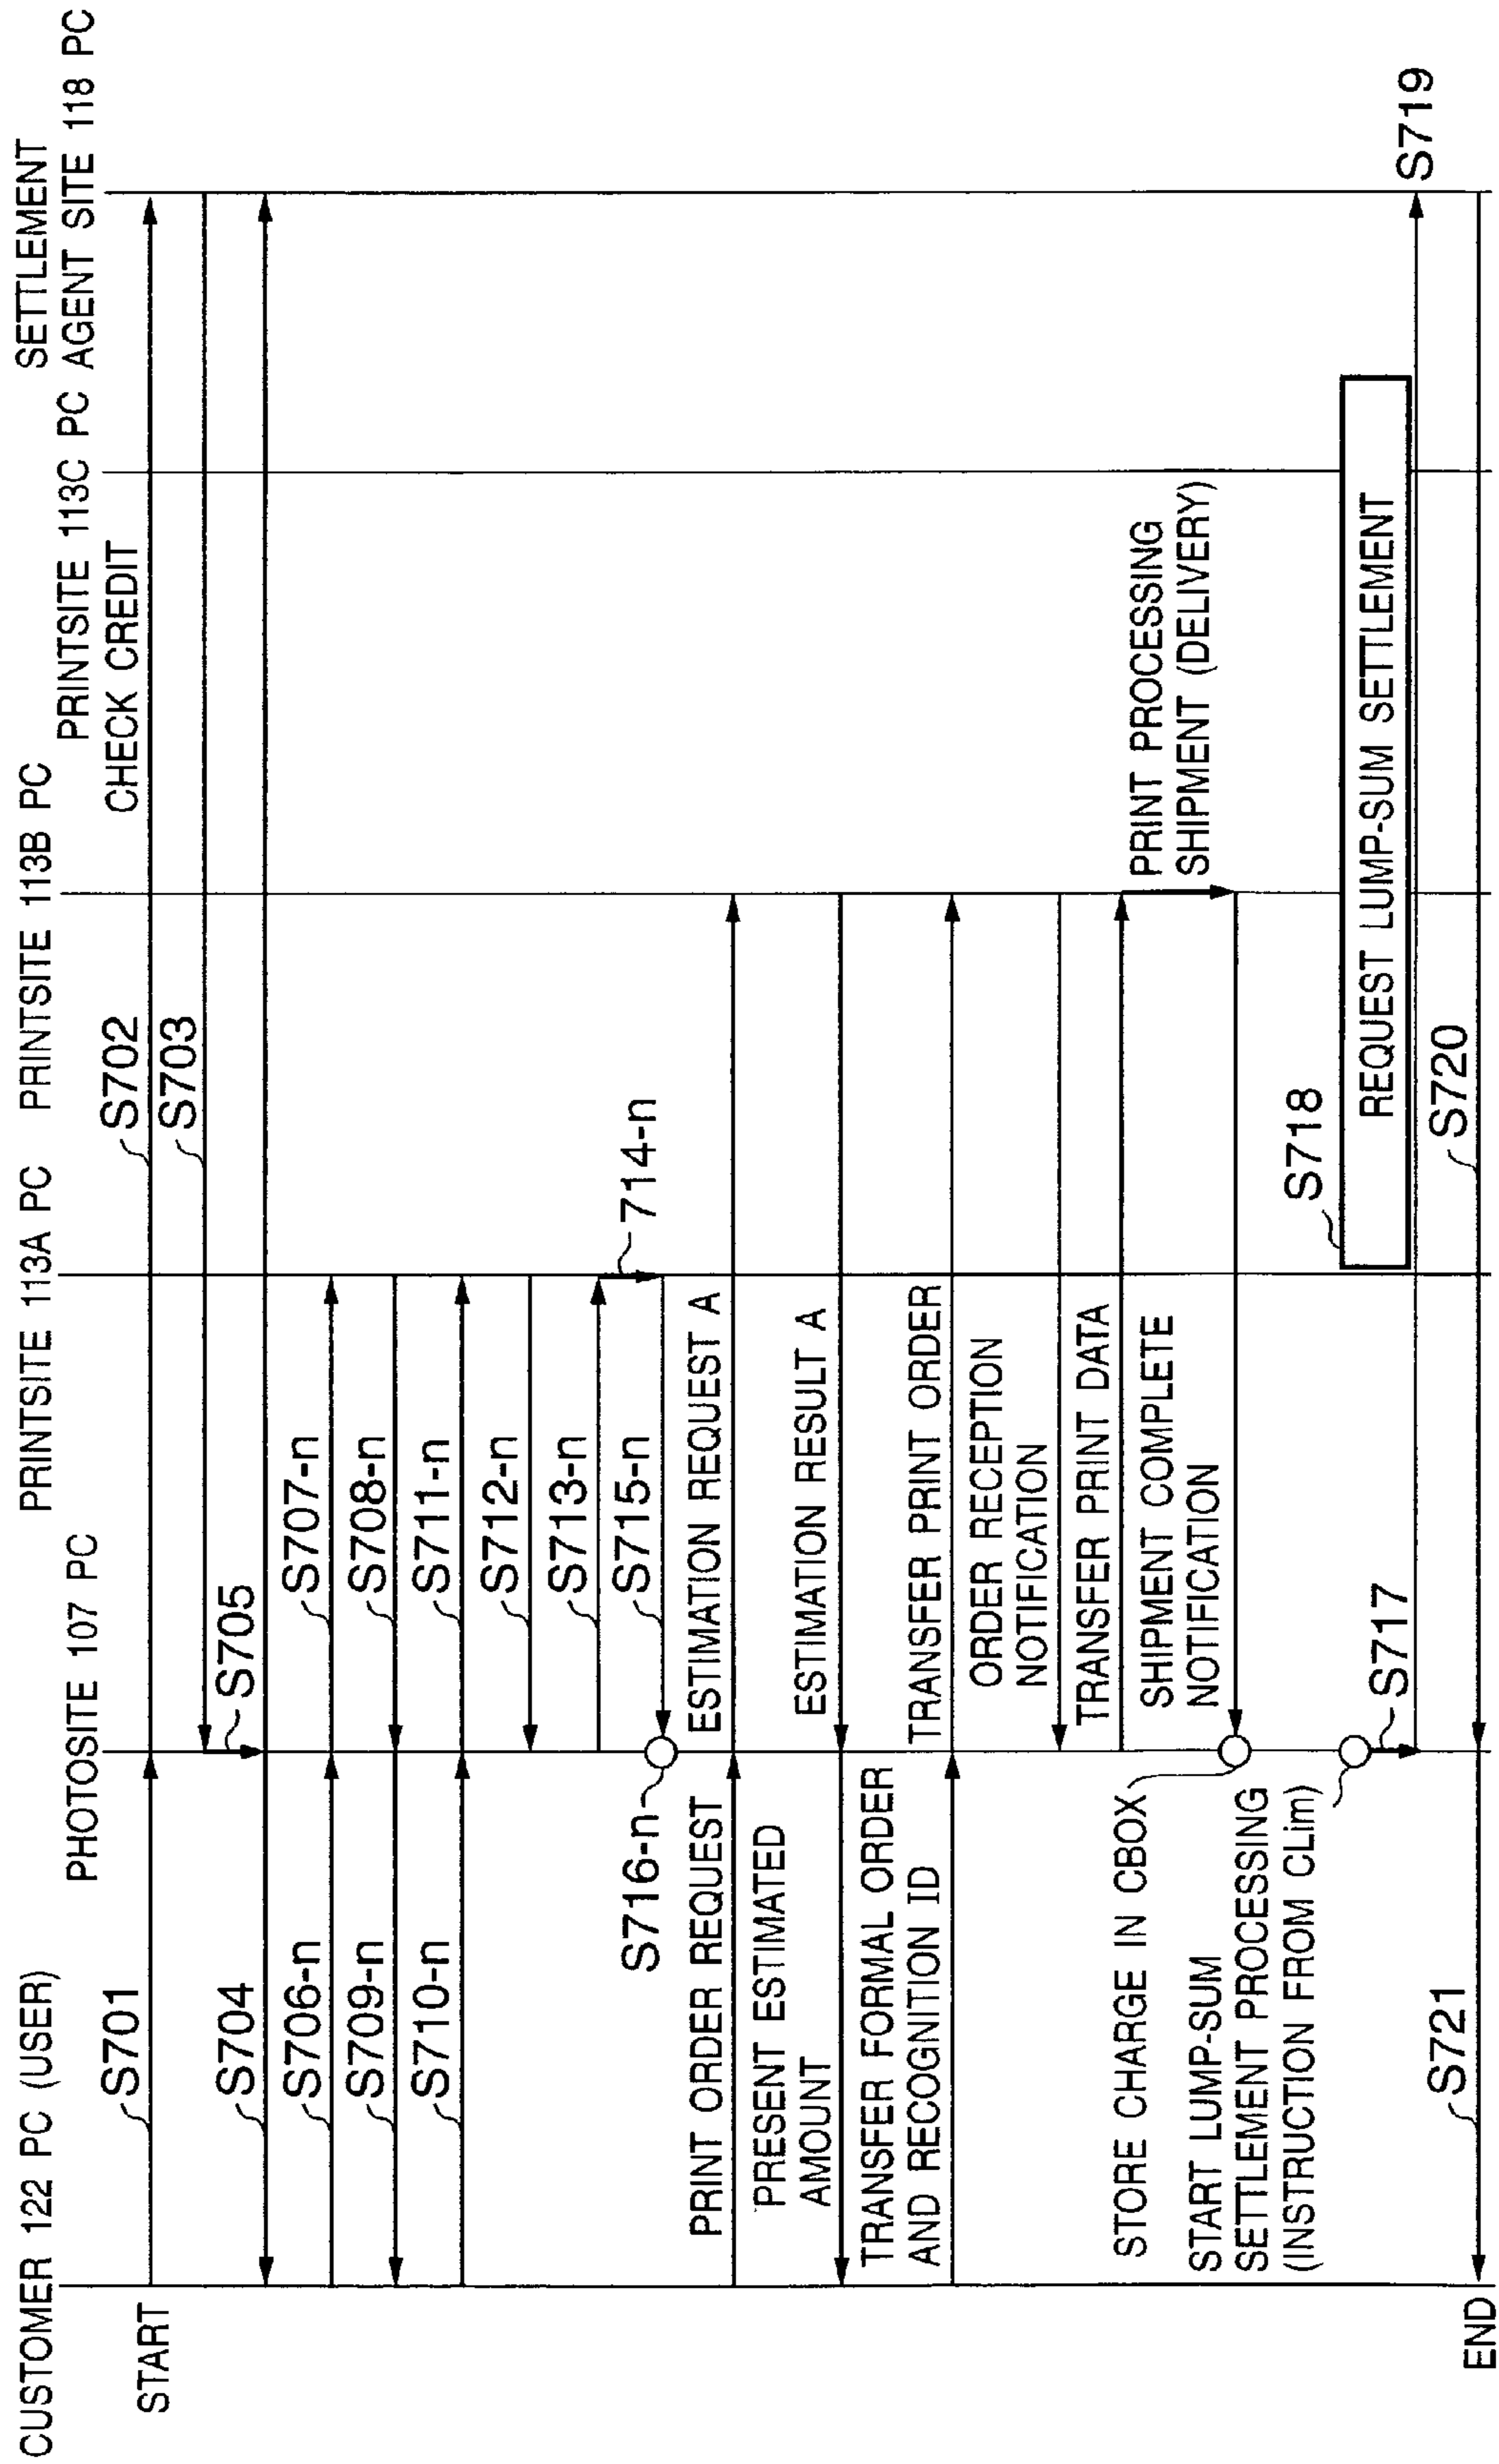 CUSTOMER 122 PC (USER)
PHOTOSITE 107 PC
PRINTSITE 113A PC
PRINTSITE 113B PC
PRINTSITE 113C PC
SETTLEMENT
AGENT SITE 118 PC
START
S701
S702
CHECK CREDIT
S703
S704
S705
S706-n
S707-n
S708-n
S709-n
S710-n
S711-n
S712-n
S713-n
714-n
S715-n
S716-n
PRINT ORDER REQUEST
ESTIMATION REQUEST A
PRESENT ESTIMATED
AMOUNT
ESTIMATION RESULT A
TRANSFER FORMAL ORDER
AND RECOGNITION ID
TRANSFER PRINT ORDER
ORDER RECEPTION
NOTIFICATION
TRANSFER PRINT DATA
PRINT PROCESSING
SHIPMENT (DELIVERY)
SHIPMENT COMPLETE
NOTIFICATION
STORE CHARGE IN CBOX
START LUMP-SUM
SETTLEMENT PROCESSING
(INSTRUCTION FROM CLim)
S717
S718
REQUEST LUMP-SUM SETTLEMENT
S719
S720
S721
END